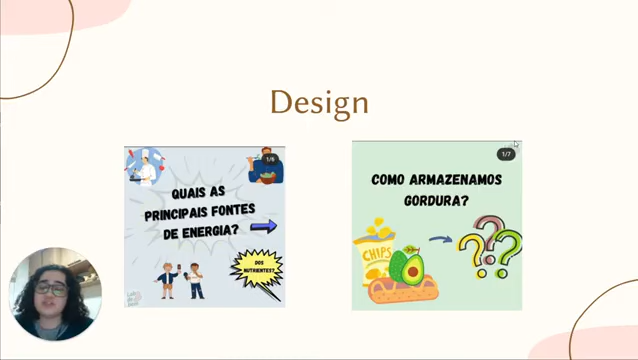 Design
1/6
QUAIS AS
PRINCIPAIS FONTES
DE ENERGIA?
DOS
NUTRIENTES?
1/7
COMO ARMAZENAMOS
GORDURA?
CHIPS